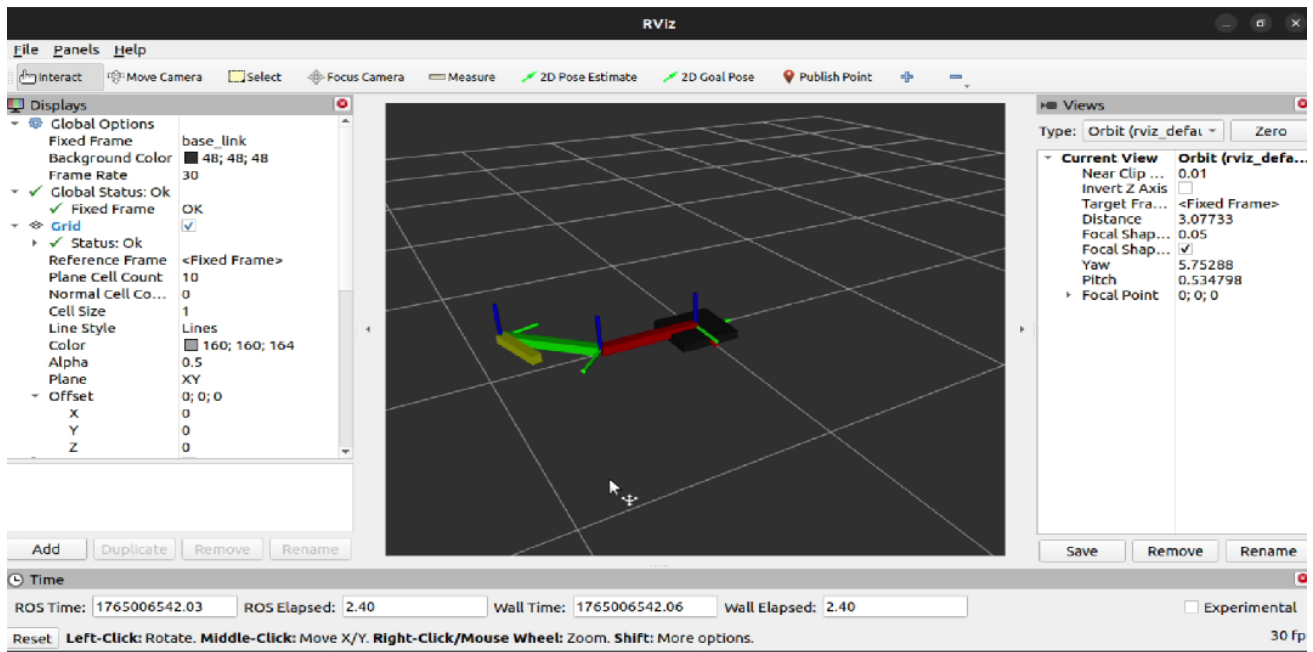 RViz
File Panels Help
Interact Move Camera Select Focus Camera Measure 2D Pose Estimate 2D Goal Pose Publish Point
Displays
Global Options
Fixed Frame base_link
Background Color 48; 48; 48
Frame Rate 30
Global Status: Ok
Fixed Frame OK
Grid
Status: Ok
Reference Frame <Fixed Frame>
Plane Cell Count 10
Normal Cell Co... 0
Cell Size 1
Line Style Lines
Color 160; 160; 164
Alpha 0.5
Plane XY
Offset 0; 0; 0
X 0
Y 0
Z 0
Add Duplicate Remove Rename
Views
Type: Orbit (rviz_defau Zero
Current View Orbit (rviz_defa...
Near Clip ... 0.01
Invert Z Axis
Target Fra... <Fixed Frame>
Distance 3.07733
Focal Shap... 0.05
Focal Shap...
Yaw 5.75288
Pitch 0.534798
Focal Point 0; 0; 0
Save Remove Rename
Time
ROS Time: 1765006542.03 ROS Elapsed: 2.40 Wall Time: 1765006542.06 Wall Elapsed: 2.40 Experimental
Reset Left-Click: Rotate. Middle-Click: Move X/Y. Right-Click/Mouse Wheel: Zoom. Shift: More options. 30 fp